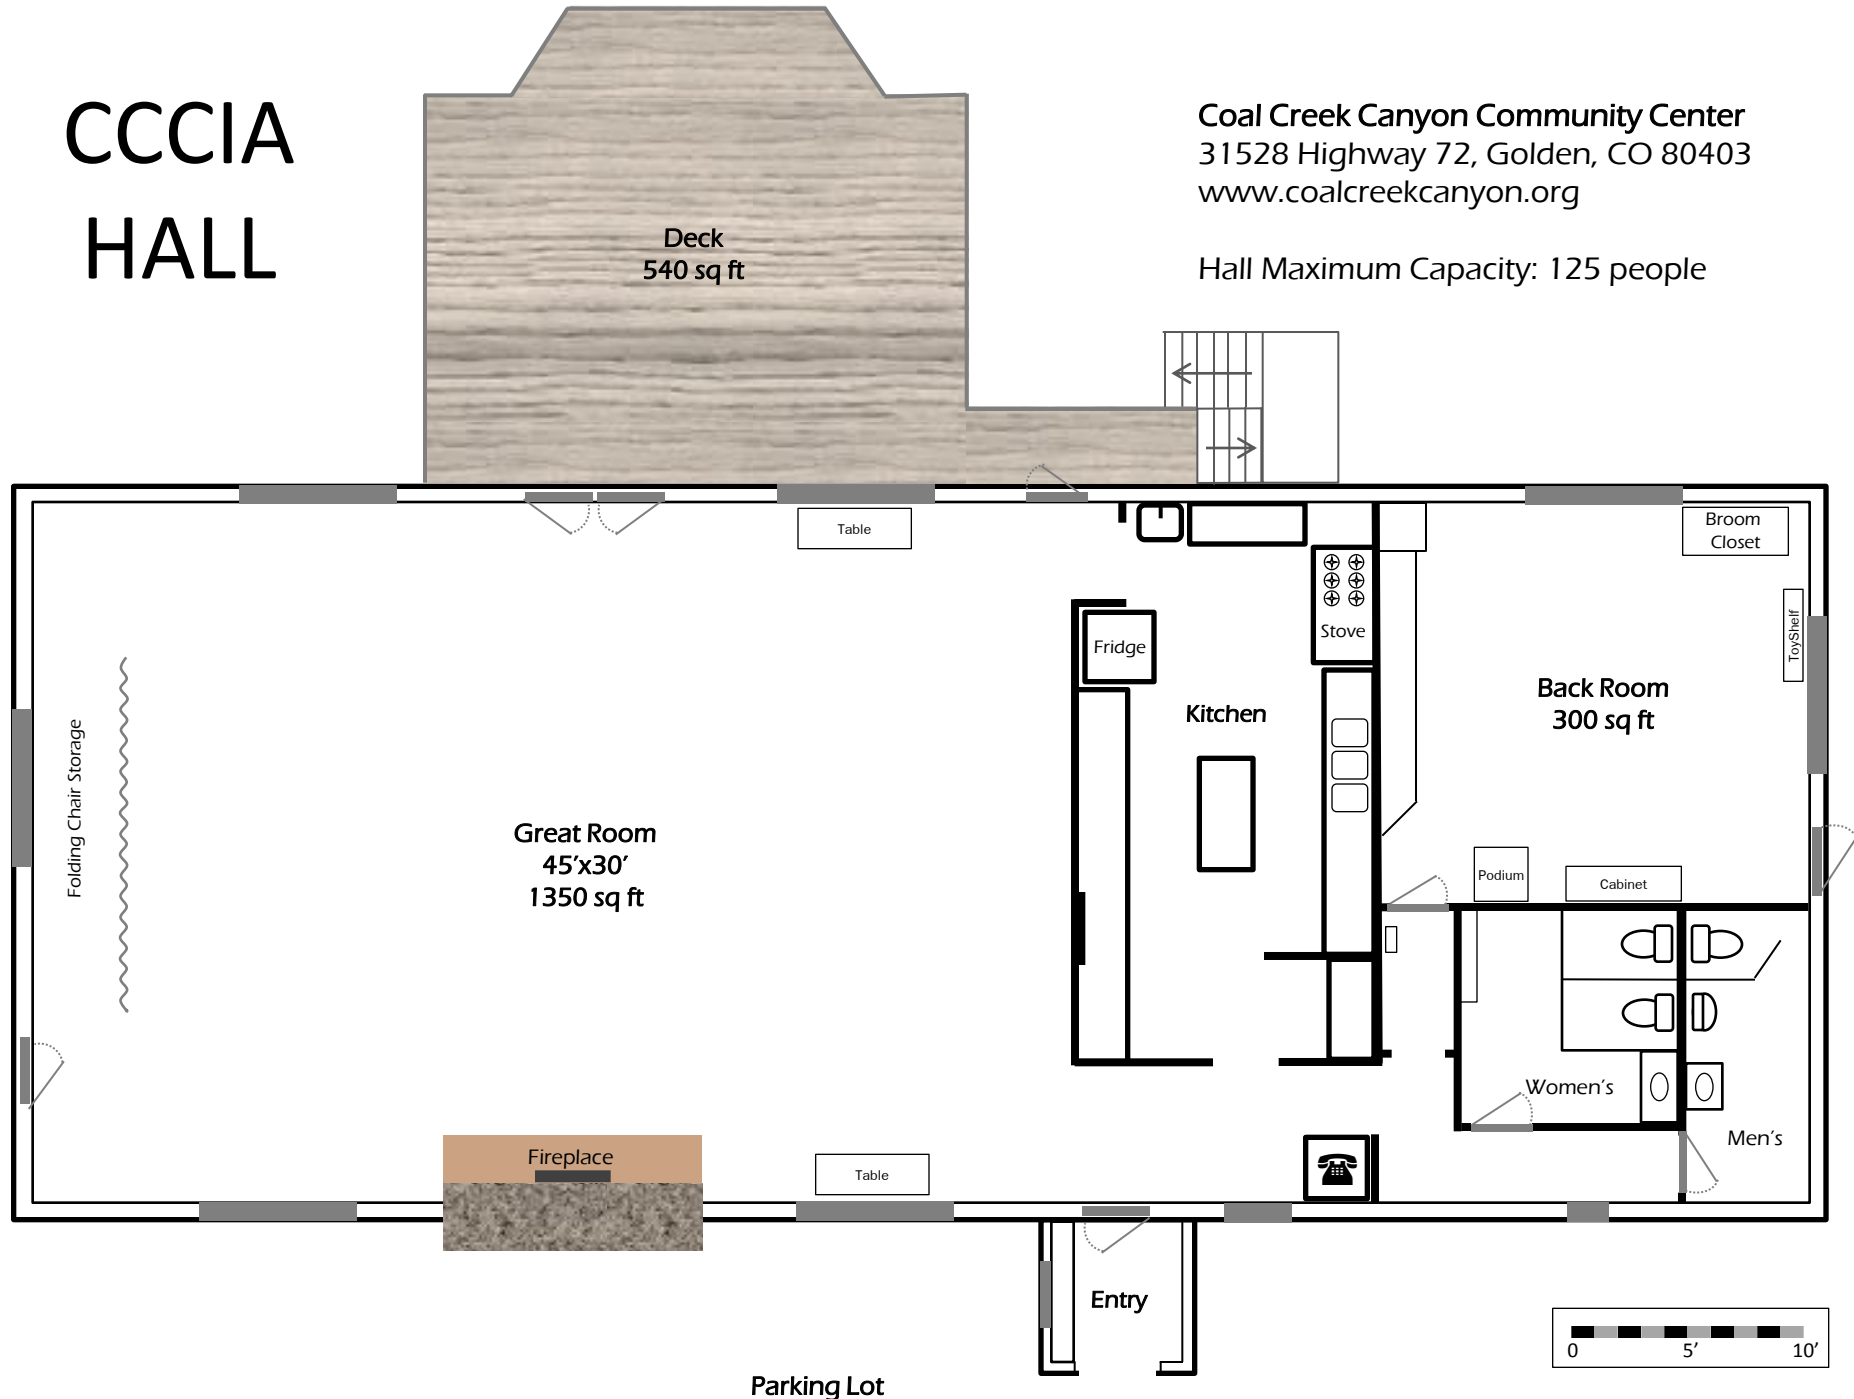 CCCIA
HALL
Coal Creek Canyon Community Center
31528 Highway 72, Golden, CO 80403
www.coalcreekcanyon.org
Hall Maximum Capacity: 125 people
Deck
540 sq ft
Table
Broom
Closet
ToyShelf
Stove
Fridge
Kitchen
Back Room
300 sq ft
Folding Chair Storage
Great Room
45'x30'
1350 sq ft
Podium
Cabinet
Women's
Men's
Fireplace
Table
Entry
Parking Lot
0 5' 10'